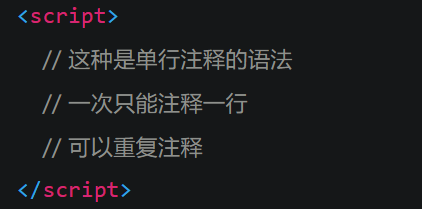 <script>
// 这种是单行注释的语法
// 一次只能注释一行
// 可以重复注释
</script>